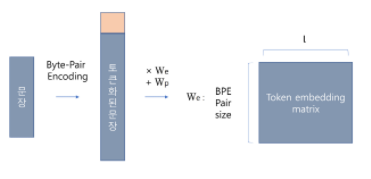 문장
Byte-Pair
Encoding
토큰화된 문장
× We
+ Wp
We :
BPE
Pair
size
l
Token embedding
matrix